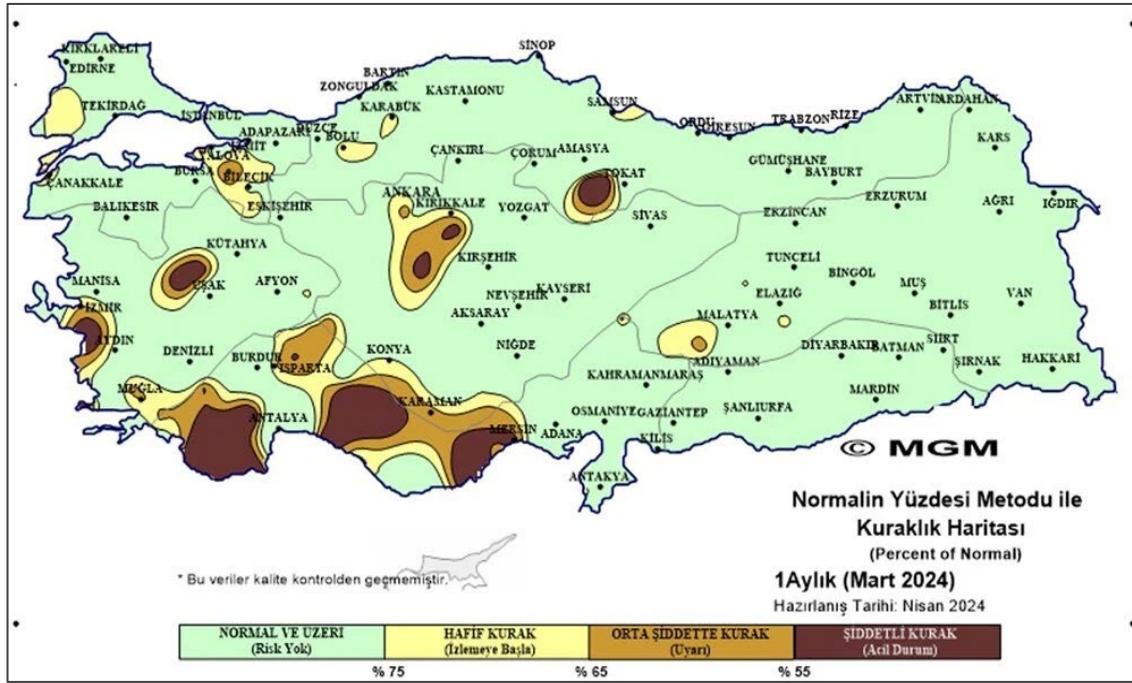 SİNOP
KIRKLARELİ
EDİRNE
BARTIN
ZONGULDAK
KASTAMONU
TEKİRDAĞ
İSTANBUL
KARABÜK
SAMSUN
ARTVİN
ARDAHAN
ADAPAZARI
DÜZCE
ORDU
GİRESUN
TRABZON
RİZE
İZMİT
BOLU
KARS
YALOVA
ÇANKIRI
ÇORUM
AMASYA
GÜMÜŞHANE
ÇANAKKALE
BURSA
BİLECİK
TOKAT
BAYBURT
ANKARA
ERZURUM
AĞRI
IĞDIR
BALIKESİR
ESKİŞEHİR
KIRIKKALE
YOZGAT
SİVAS
ERZİNCAN
KÜTAHYA
KIRŞEHİR
TUNCELİ
BİNGÖL
MANİSA
UŞAK
AFYON
NEVŞEHİR
KAYSERİ
ELAZIĞ
MUŞ
BİTLİS
VAN
İZMİR
AKSARAY
MALATYA
AYDIN
DENİZLİ
BURDUR
ISPARTA
KONYA
NİĞDE
ADIYAMAN
DİYARBAKIR
BATMAN
SİİRT
ŞIRNAK
HAKKARİ
KAHRAMANMARAŞ
MUĞLA
KARAMAN
MARDİN
ANTALYA
MERSİN
ADANA
OSMANİYE
GAZİANTEP
ŞANLIURFA
KİLİS
ANTAKYA
© MGM
Normalin Yüzdesi Metodu ile
Kuraklık Haritası
(Percent of Normal)
1Aylık (Mart 2024)
Hazırlanış Tarihi: Nisan 2024
* Bu veriler kalite kontrolden geçmemiştir.
NORMAL VE ÜZERİ
(Risk Yok)
HAFİF KURAK
(İzlemeye Başla)
ORTA ŞİDDETTE KURAK
(Uyarı)
ŞİDDETLİ KURAK
(Acil Durum)
% 75
% 65
% 55